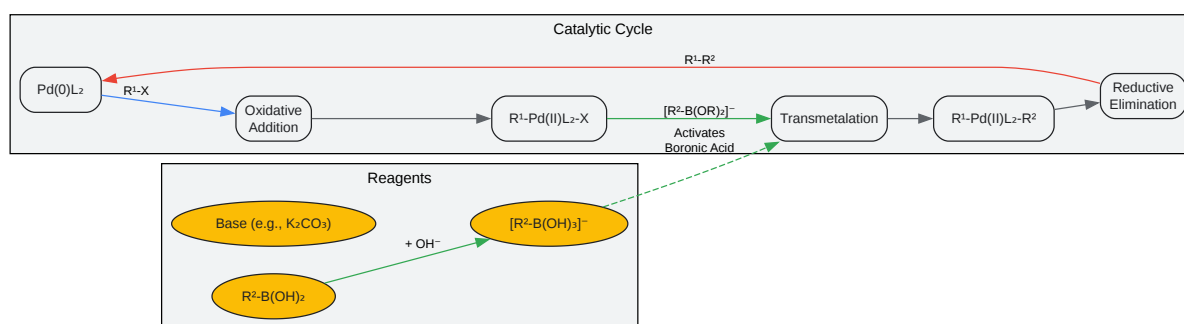 Catalytic Cycle
R¹-R²
Pd(0)L₂
R¹-X
Oxidative
Addition
R¹-Pd(II)L₂-X
[R²-B(OR)₂]⁻
Activates
Boronic Acid
Transmetalation
R¹-Pd(II)L₂-R²
Reductive
Elimination
Reagents
Base (e.g., K₂CO₃)
[R²-B(OH)₃]⁻
+ OH⁻
R²-B(OH)₂